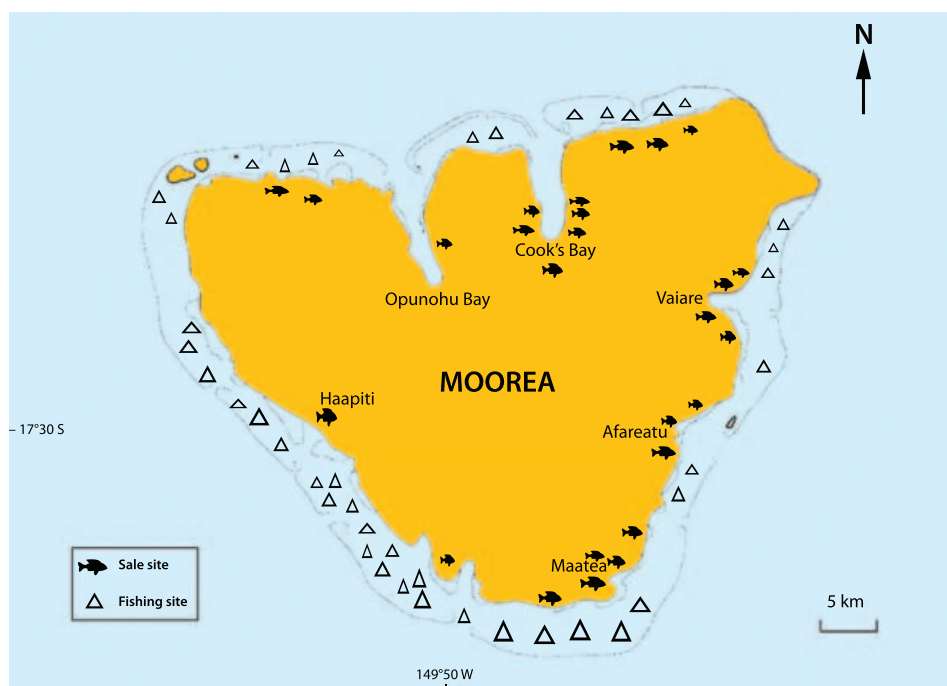 N
Cook's Bay
Opunohu Bay
Vaiare
MOOREA
Haapiti
17°30 S
Afareatu
Maatea
Sale site
Fishing site
5 km
149°50 W